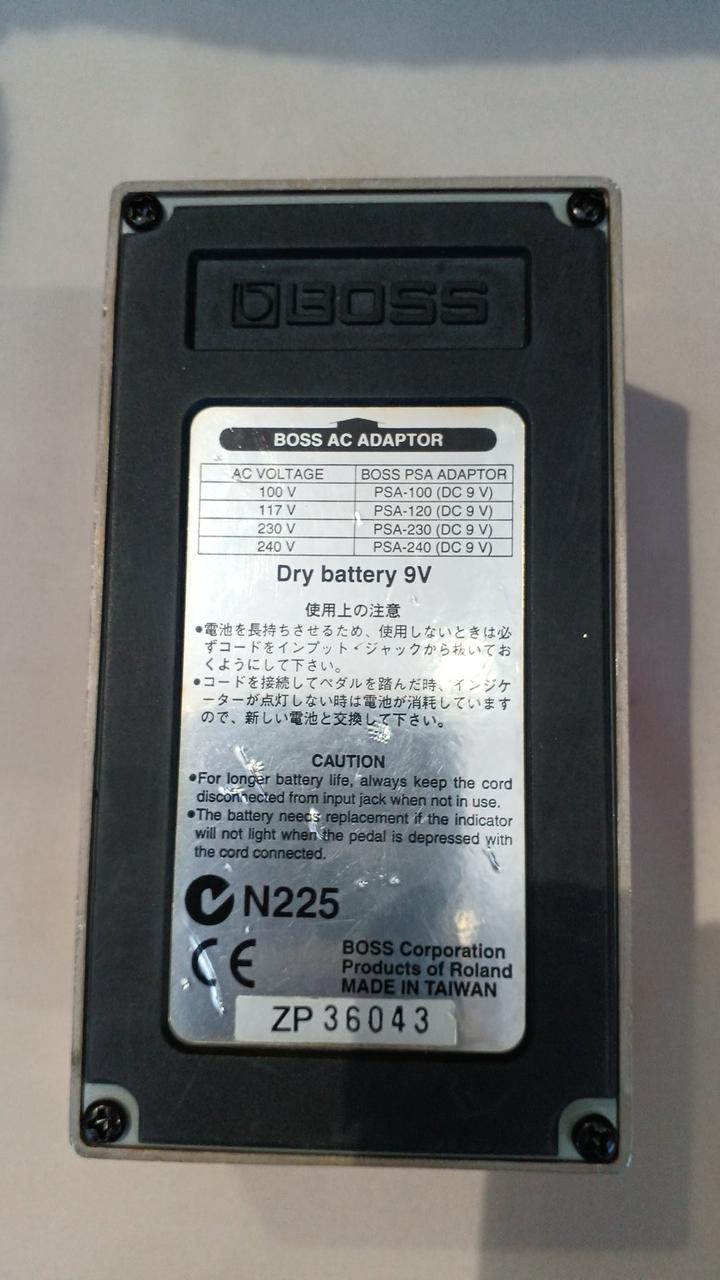 BOSS
BOSS AC ADAPTOR
AC VOLTAGE BOSS PSA ADAPTOR
100 V PSA-100 (DC 9 V)
117 V PSA-120 (DC 9 V)
230 V PSA-230 (DC 9 V)
240 V PSA-240 (DC 9 V)
Dry battery 9V
使用上の注意
●電池を長持ちさせるため、使用しないときは必
ずコードをインプット・ジャックから抜いてお
くようにして下さい。
●コードを接続してペダルを踏んだ時、インジケ
ーターが点灯しない時は電池が消耗しています
ので、新しい電池と交換して下さい。
CAUTION
●For longer battery life, always keep the cord
disconnected from input jack when not in use.
●The battery needs replacement if the indicator
will not light when the pedal is depressed with
the cord connected.
N225
CE
BOSS Corporation
Products of Roland
MADE IN TAIWAN
ZP 36043